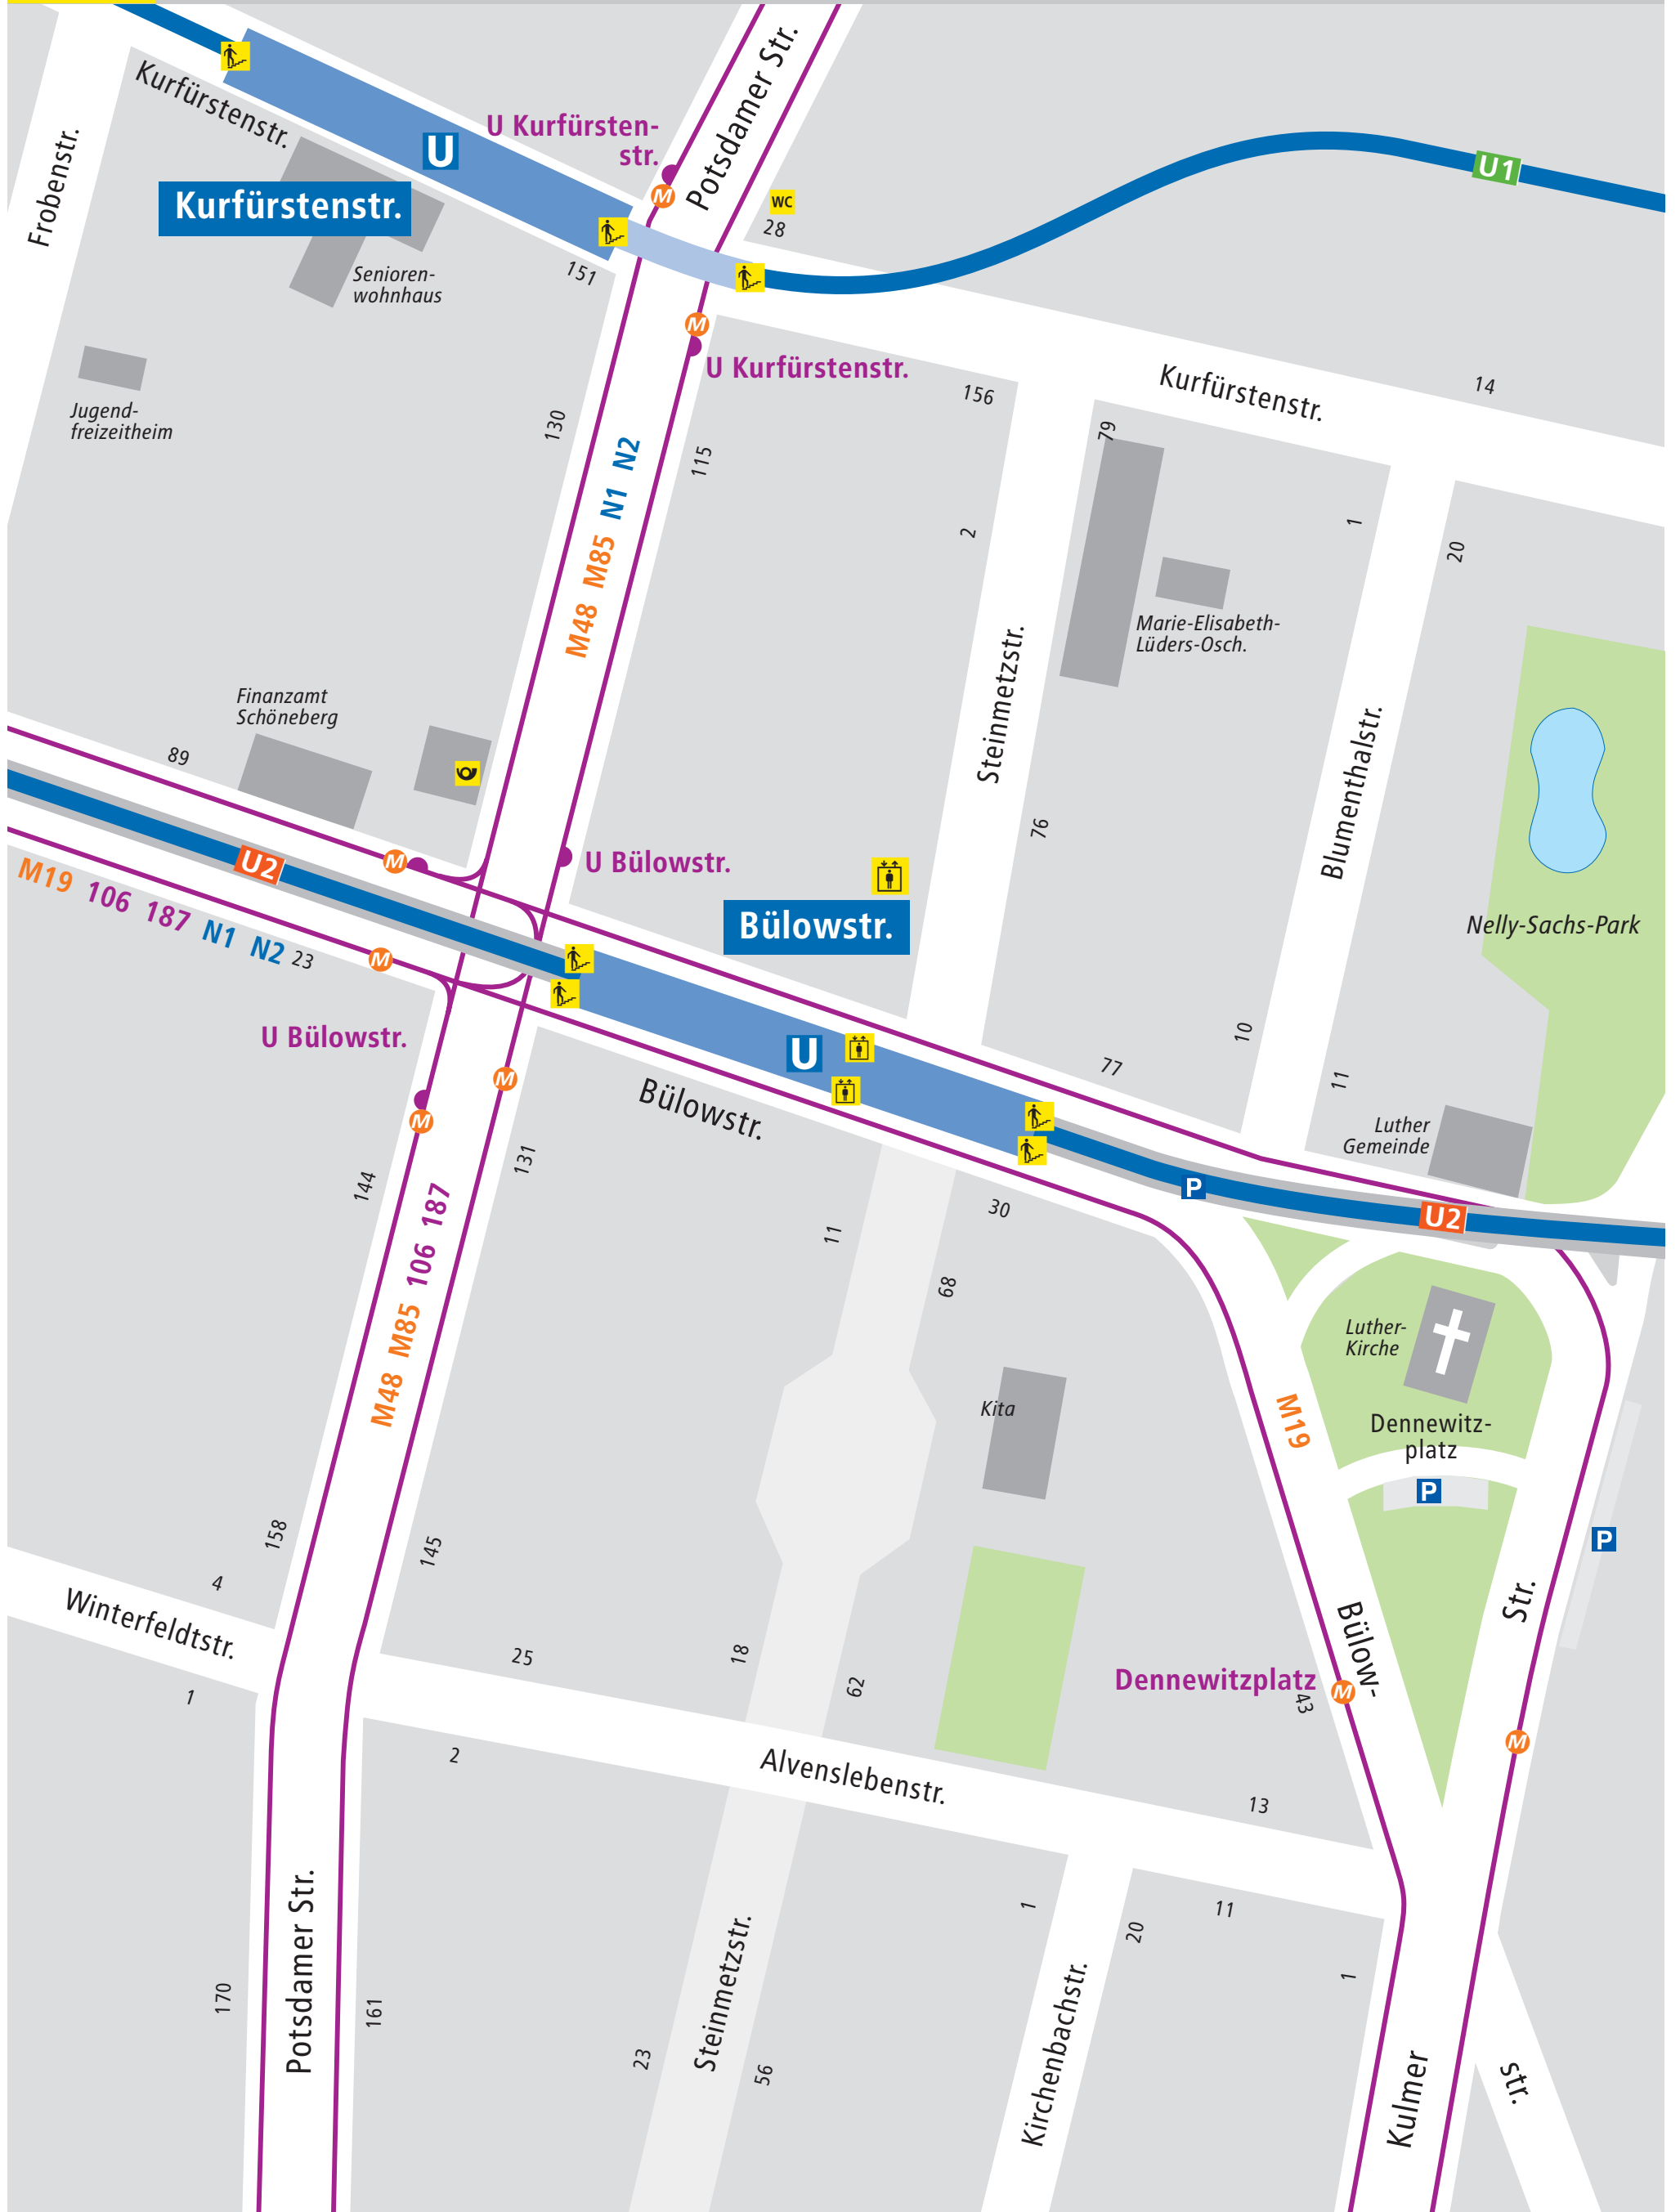 Potsdamer Str.
Kurfürstenstr.
U
U Kurfürsten-
str.
M
U1
Frobenstr.
Kurfürstenstr.
WC
28
151
Senioren-
wohnhaus
M
U Kurfürstenstr.
Jugend-
freizeitheim
130
115
156
Kurfürstenstr.
14
79
M48 M85 N1 N2
2
1
20
Marie-Elisabeth-
Lüders-Osch.
Steinmetzstr.
Finanzamt
Schöneberg
89
Blumenthalstr.
76
U2
M
U Bülowstr.
Bülowstr.
Nelly-Sachs-Park
M19 106 187 N1 N2
23
M
U Bülowstr.
U
10
77
11
M
M
Bülowstr.
Luther
Gemeinde
131
144
P
30
U2
11
68
M48 M85 106 187
Luther-
Kirche
Kita
M19
Dennewitz-
platz
P
P
158
145
4
Winterfeldtstr.
25
18
62
Str.
Bülow-
1
Dennewitzplatz
M
43
M
2
Alvenslebenstr.
13
1
20
11
1
Potsdamer Str.
170
161
Steinmetzstr.
23
56
Kirchenbachstr.
Kulmer
str.